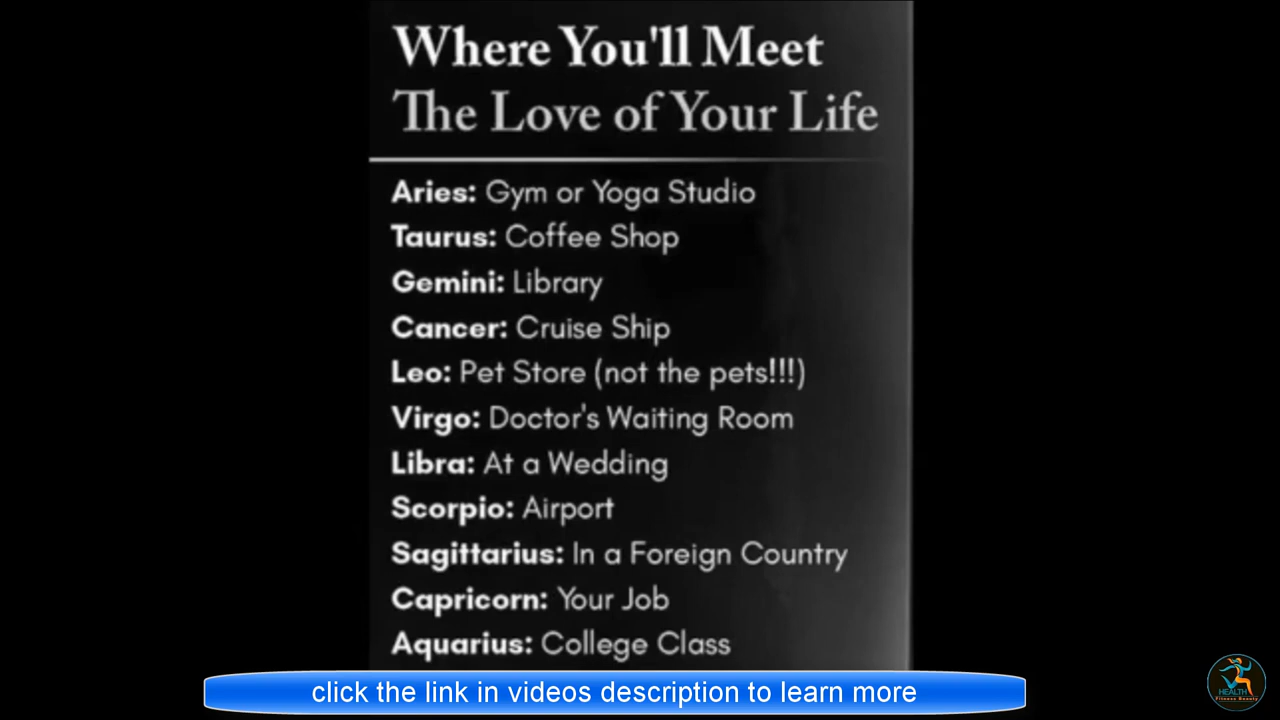 Where You'll Meet
The Love of Your Life
Aries: Gym or Yoga Studio
Taurus: Coffee Shop
Gemini: Library
Cancer: Cruise Ship
Leo: Pet Store (not the pets!!!)
Virgo: Doctor's Waiting Room
Libra: At a Wedding
Scorpio: Airport
Sagittarius: In a Foreign Country
Capricorn: Your Job
Aquarius: College Class
click the link in videos description to learn more
HEALTH
Fitness Beauty